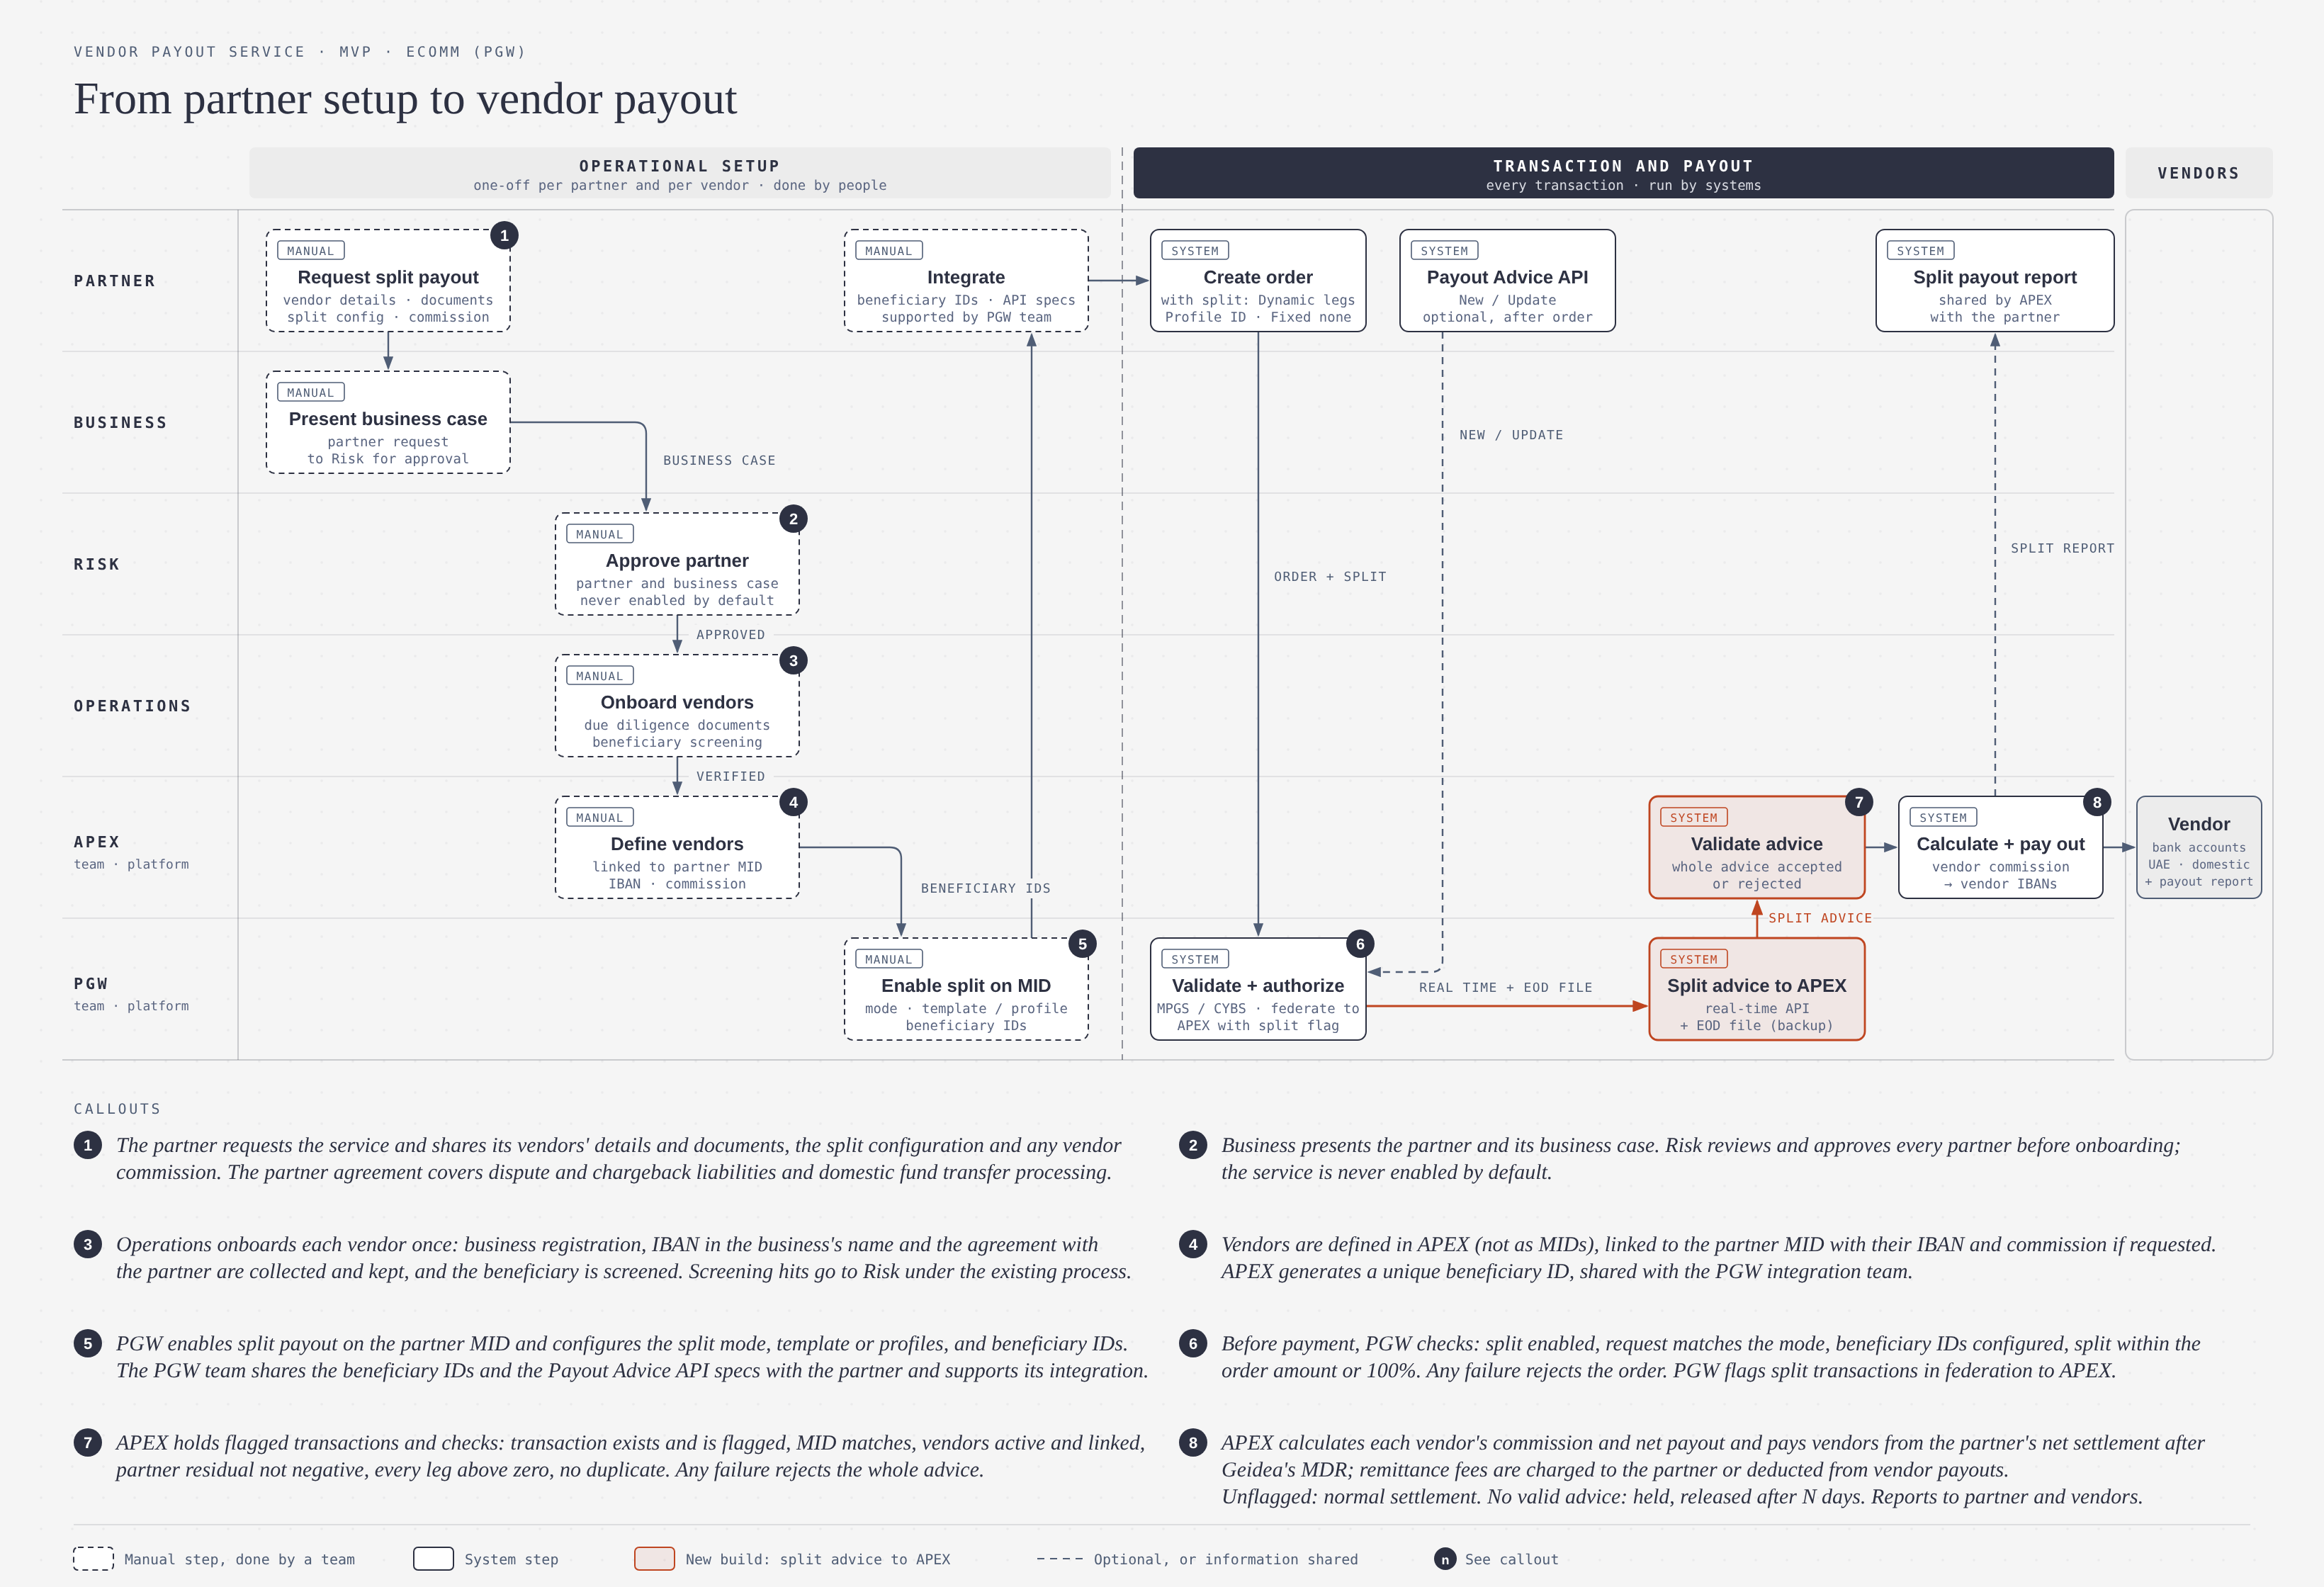 VENDOR PAYOUT SERVICE · MVP · ECOMM (PGW)
From partner setup to vendor payout
OPERATIONAL SETUP
one-off per partner and per vendor · done by people
TRANSACTION AND PAYOUT
every transaction · run by systems
VENDORS
PARTNER
1
MANUAL
Request split payout
vendor details · documents
split config · commission
MANUAL
Integrate
beneficiary IDs · API specs
supported by PGW team
SYSTEM
Create order
with split: Dynamic legs
Profile ID · Fixed none
SYSTEM
Payout Advice API
New / Update
optional, after order
SYSTEM
Split payout report
shared by APEX
with the partner
BUSINESS
MANUAL
Present business case
partner request
to Risk for approval
BUSINESS CASE
NEW / UPDATE
RISK
2
MANUAL
Approve partner
partner and business case
never enabled by default
ORDER + SPLIT
SPLIT REPORT
APPROVED
OPERATIONS
3
MANUAL
Onboard vendors
due diligence documents
beneficiary screening
VERIFIED
APEX
team · platform
4
MANUAL
Define vendors
linked to partner MID
IBAN · commission
BENEFICIARY IDS
7
SYSTEM
Validate advice
whole advice accepted
or rejected
8
SYSTEM
Calculate + pay out
vendor commission
→ vendor IBANs
Vendor
bank accounts
UAE · domestic
+ payout report
SPLIT ADVICE
PGW
team · platform
5
MANUAL
Enable split on MID
mode · template / profile
beneficiary IDs
6
SYSTEM
Validate + authorize
MPGS / CYBS · federate to
APEX with split flag
REAL TIME + EOD FILE
SYSTEM
Split advice to APEX
real-time API
+ EOD file (backup)
CALLOUTS
1 The partner requests the service and shares its vendors' details and documents, the split configuration and any vendor
commission. The partner agreement covers dispute and chargeback liabilities and domestic fund transfer processing.
2 Business presents the partner and its business case. Risk reviews and approves every partner before onboarding;
the service is never enabled by default.
3 Operations onboards each vendor once: business registration, IBAN in the business's name and the agreement with
the partner are collected and kept, and the beneficiary is screened. Screening hits go to Risk under the existing process.
4 Vendors are defined in APEX (not as MIDs), linked to the partner MID with their IBAN and commission if requested.
APEX generates a unique beneficiary ID, shared with the PGW integration team.
5 PGW enables split payout on the partner MID and configures the split mode, template or profiles, and beneficiary IDs.
The PGW team shares the beneficiary IDs and the Payout Advice API specs with the partner and supports its integration.
6 Before payment, PGW checks: split enabled, request matches the mode, beneficiary IDs configured, split within the
order amount or 100%. Any failure rejects the order. PGW flags split transactions in federation to APEX.
7 APEX holds flagged transactions and checks: transaction exists and is flagged, MID matches, vendors active and linked,
partner residual not negative, every leg above zero, no duplicate. Any failure rejects the whole advice.
8 APEX calculates each vendor's commission and net payout and pays vendors from the partner's net settlement after
Geidea's MDR; remittance fees are charged to the partner or deducted from vendor payouts.
Unflagged: normal settlement. No valid advice: held, released after N days. Reports to partner and vendors.
Manual step, done by a team
System step
New build: split advice to APEX
Optional, or information shared
n See callout